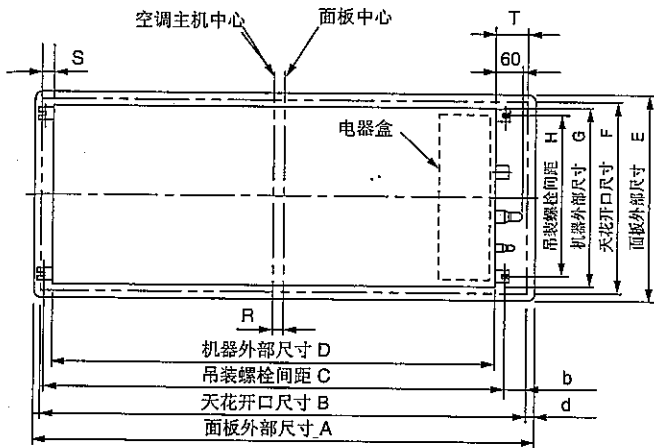 空调主机中心
面板中心
T
S
60
电器盒
吊装螺栓间距 H
机器外部尺寸 G
天花开口尺寸 F
面板外部尺寸 E
R
机器外部尺寸 D
吊装螺栓间距 C
b
天花开口尺寸 B
d
面板外部尺寸 A